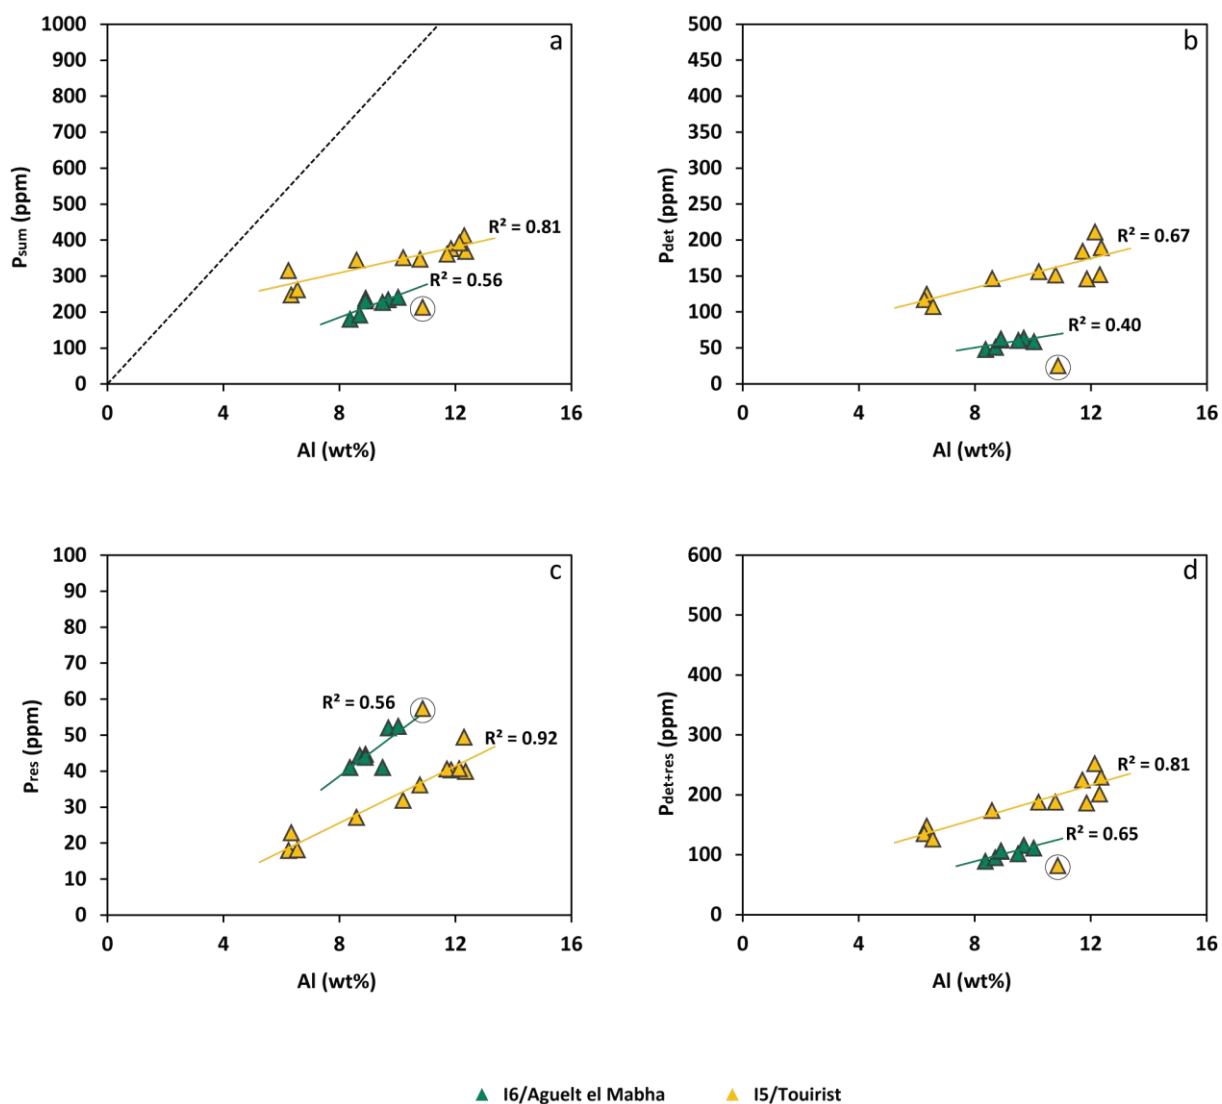 a
1000
900
800
700
600
500
400
300
200
100
0
P_sum (ppm)
R² = 0.81
R² = 0.56
0 4 8 12 16
Al (wt%)
b
500
450
400
350
300
250
200
150
100
50
0
P_det (ppm)
R² = 0.67
R² = 0.40
0 4 8 12 16
Al (wt%)
c
100
90
80
70
60
50
40
30
20
10
0
P_res (ppm)
R² = 0.56
R² = 0.92
0 4 8 12 16
Al (wt%)
d
600
500
400
300
200
100
0
P_det+res (ppm)
R² = 0.81
R² = 0.65
0 4 8 12 16
Al (wt%)
I6/Aguelt el Mabha I5/Touirist